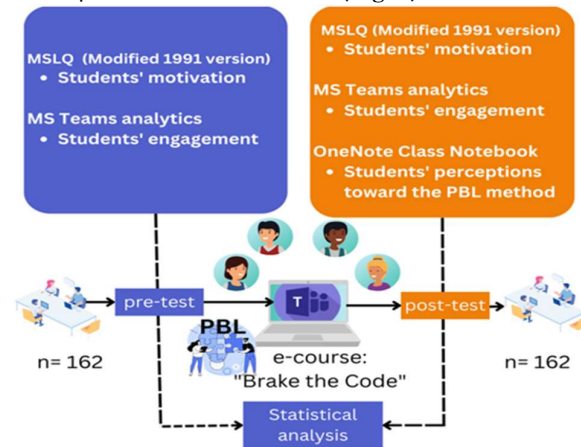 MSLQ (Modified 1991 version)
• Students' motivation
MS Teams analytics
• Students' engagement
MSLQ (Modified 1991 version)
• Students' motivation
MS Teams analytics
• Students' engagement
OneNote Class Notebook
• Students' perceptions
toward the PBL method
pre-test
T
post-test
PBL
n= 162
e-course:
"Brake the Code"
n= 162
Statistical
analysis